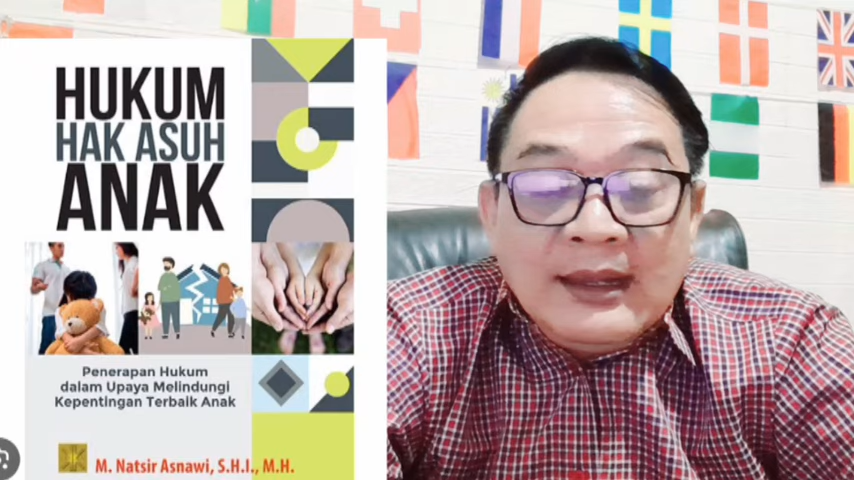 HUKUM
HAK ASUH
ANAK
Penerapan Hukum
dalam Upaya Melindungi
Kepentingan Terbaik Anak
M. Natsir Asnawi, S.H.I., M.H.